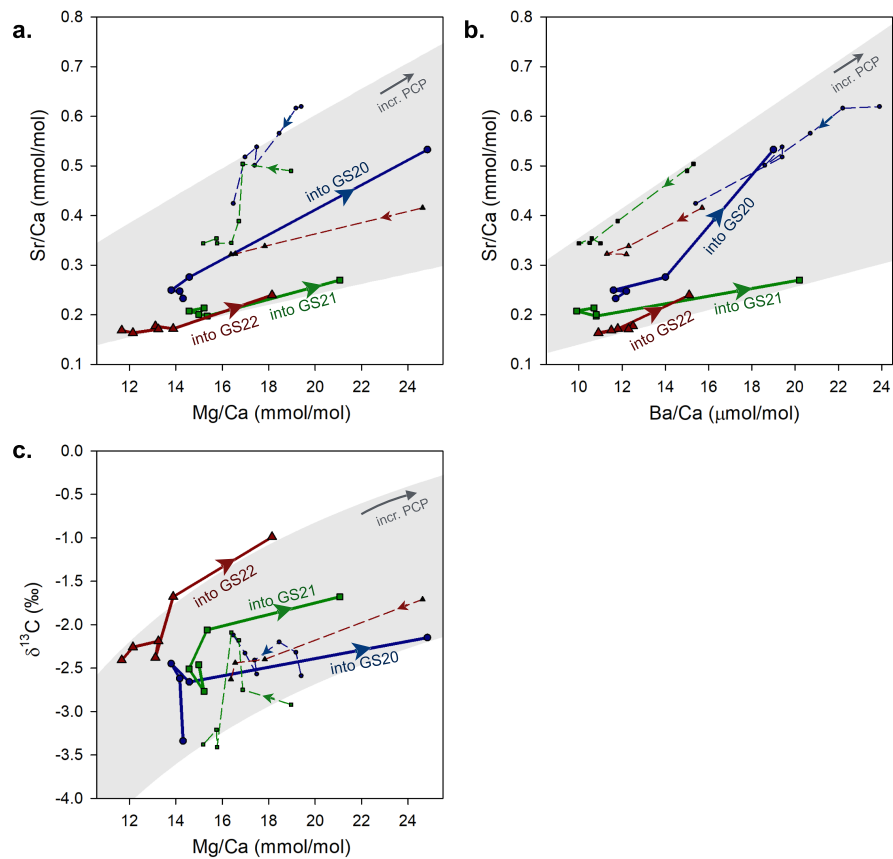 a.
0.8
0.7
0.6
0.5
0.4
0.3
0.2
0.1
Sr/Ca (mmol/mol)
incr. PCP
into GS20
into GS21
into GS22
12 14 16 18 20 22 24
Mg/Ca (mmol/mol)
b.
0.8
0.7
0.6
0.5
0.4
0.3
0.2
0.1
Sr/Ca (mmol/mol)
incr. PCP
into GS20
into GS21
into GS22
10 12 14 16 18 20 22 24
Ba/Ca (μmol/mol)
c.
0.0
-0.5
-1.0
-1.5
-2.0
-2.5
-3.0
-3.5
-4.0
δ13C (‰)
incr. PCP
into GS22
into GS21
into GS20
12 14 16 18 20 22 24
Mg/Ca (mmol/mol)